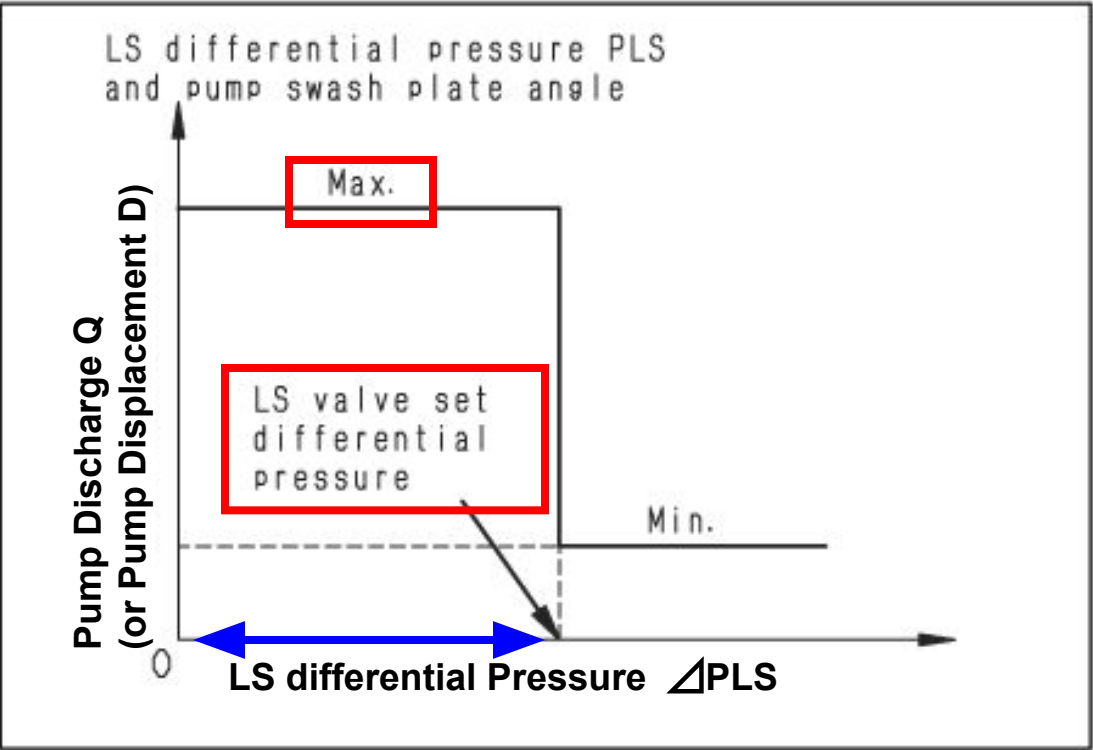 LS differential pressure PLS
and pump swash plate angle
Max.
Pump Discharge Q
(or Pump Displacement D)
LS valve set
differential
pressure
Min.
0
LS differential Pressure ⊿PLS